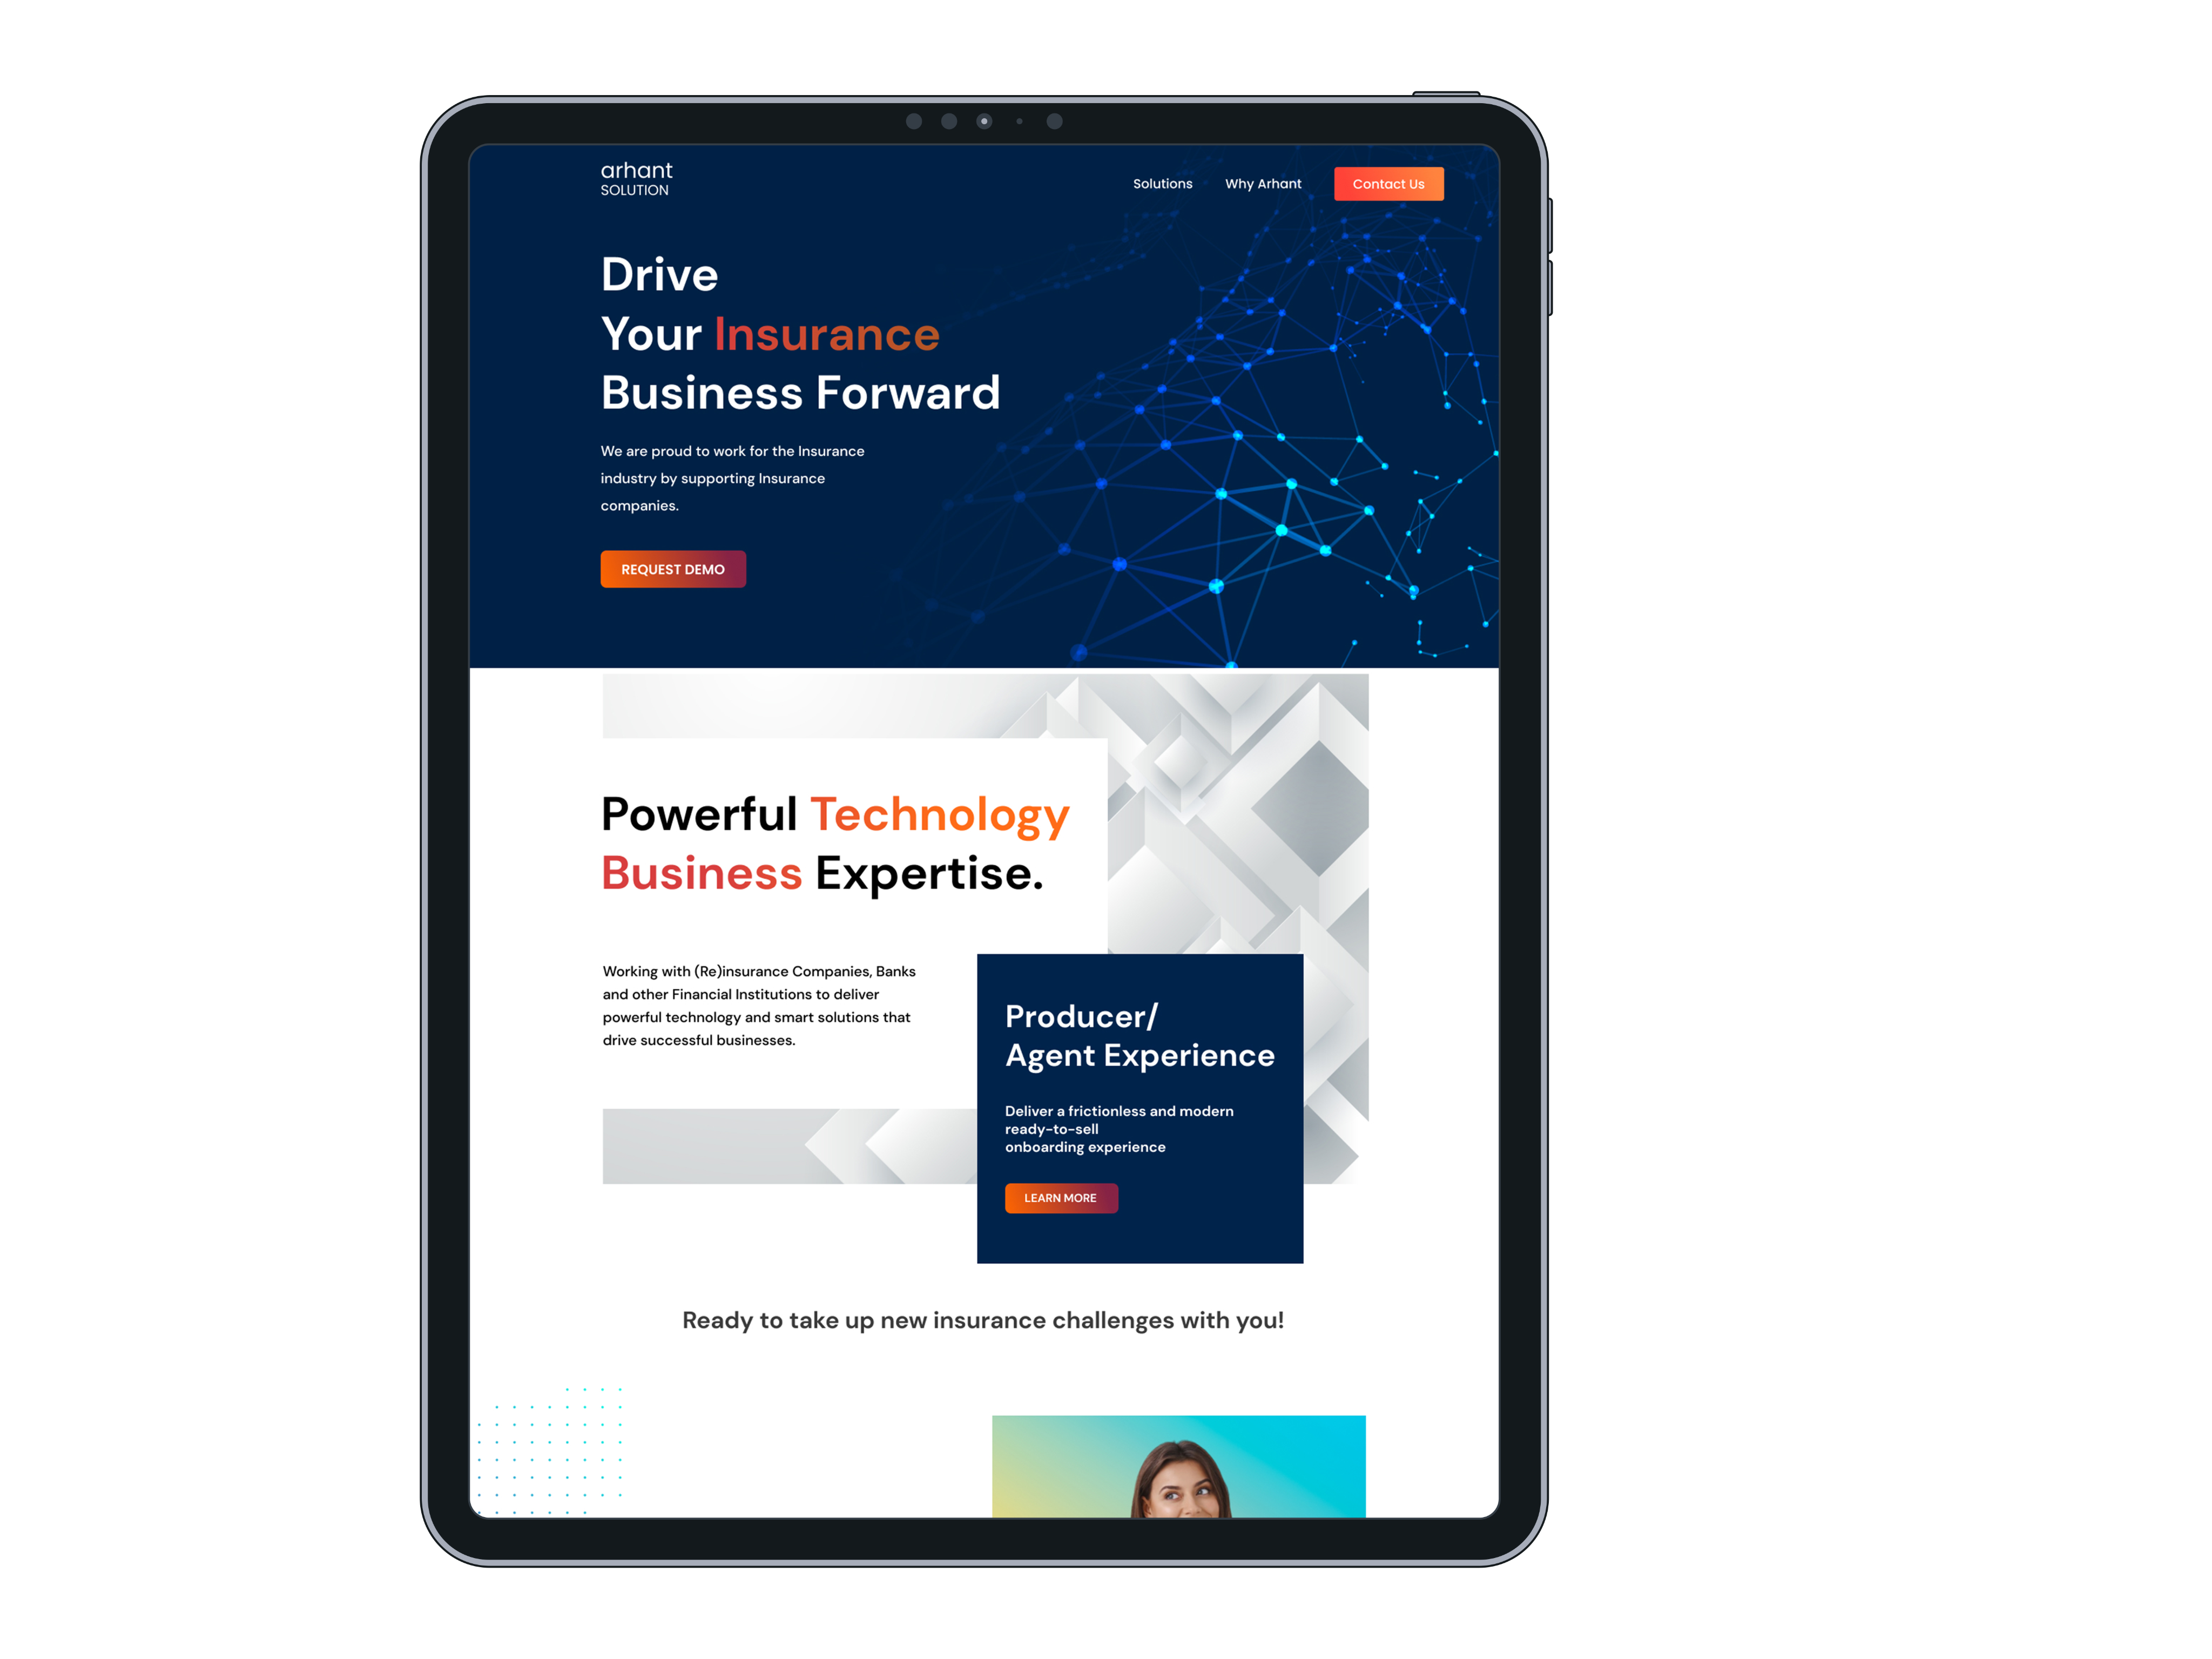 arhant
SOLUTION
Solutions
Why Arhant
Contact Us
Drive
Your Insurance
Business Forward
We are proud to work for the Insurance
industry by supporting Insurance
companies.
REQUEST DEMO
Powerful Technology
Business Expertise.
Working with (Re)insurance Companies, Banks
and other Financial Institutions to deliver
powerful technology and smart solutions that
drive successful businesses.
Producer/
Agent Experience
Deliver a frictionless and modern
ready-to-sell
onboarding experience
LEARN MORE
Ready to take up new insurance challenges with you!